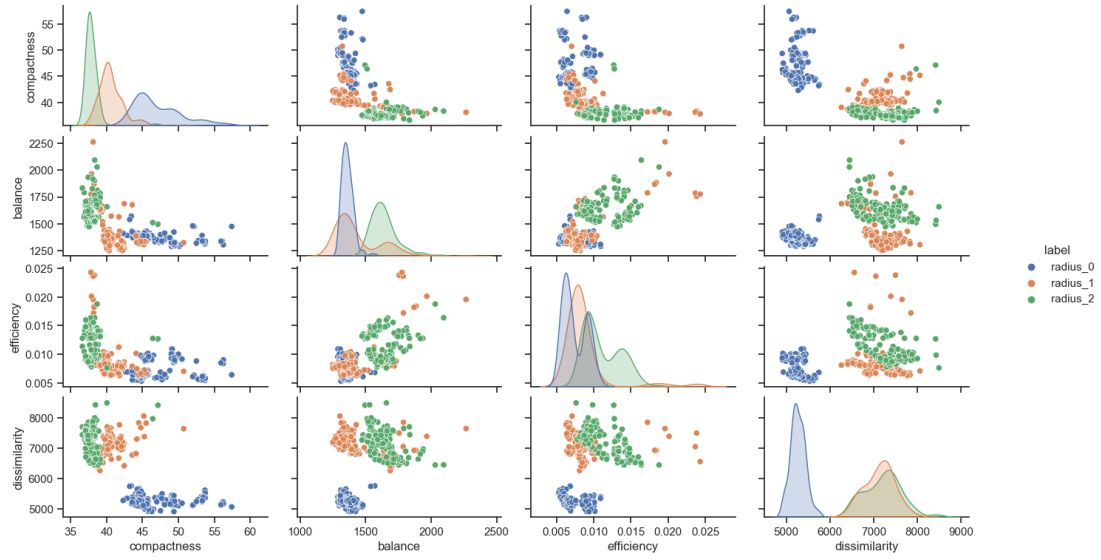 compactness
55
50
45
40
balance
2250
2000
1750
1500
1250
label
radius_0
radius_1
radius_2
efficiency
0.025
0.020
0.015
0.010
0.005
dissimilarity
8000
7000
6000
5000
35 40 45 50 55 60
1000 1500 2000 2500
0.005 0.010 0.015 0.020 0.025
5000 6000 7000 8000 9000
compactness balance efficiency dissimilarity